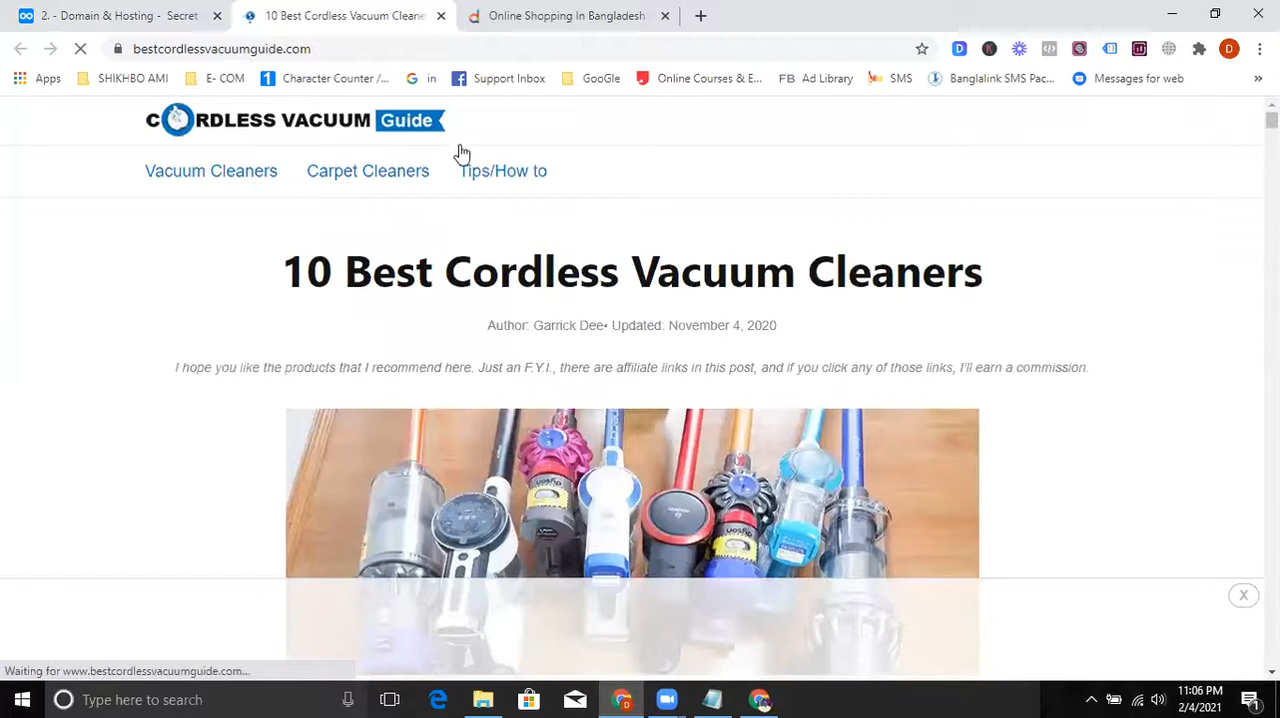 2. - Domain & Hosting - Secret
10 Best Cordless Vacuum Cleane
Online Shopping In Bangladesh
bestcordlessvacuumguide.com
Apps
SHIKHBO AMI
E- COM
Character Counter /...
in
Support Inbox
GooGle
Online Courses & E...
FB Ad Library
SMS
Banglalink SMS Pac...
Messages for web
»
CORDLESS VACUUM Guide
Vacuum Cleaners
Carpet Cleaners
Tips/How to
10 Best Cordless Vacuum Cleaners
Author: Garrick Dee• Updated: November 4, 2020
I hope you like the products that I recommend here. Just an F.Y.I., there are affiliate links in this post, and if you click any of those links, I'll earn a commission.
X
Waiting for www.bestcordlessvacuumguide.com...
Type here to search
11:06 PM
2/4/2021